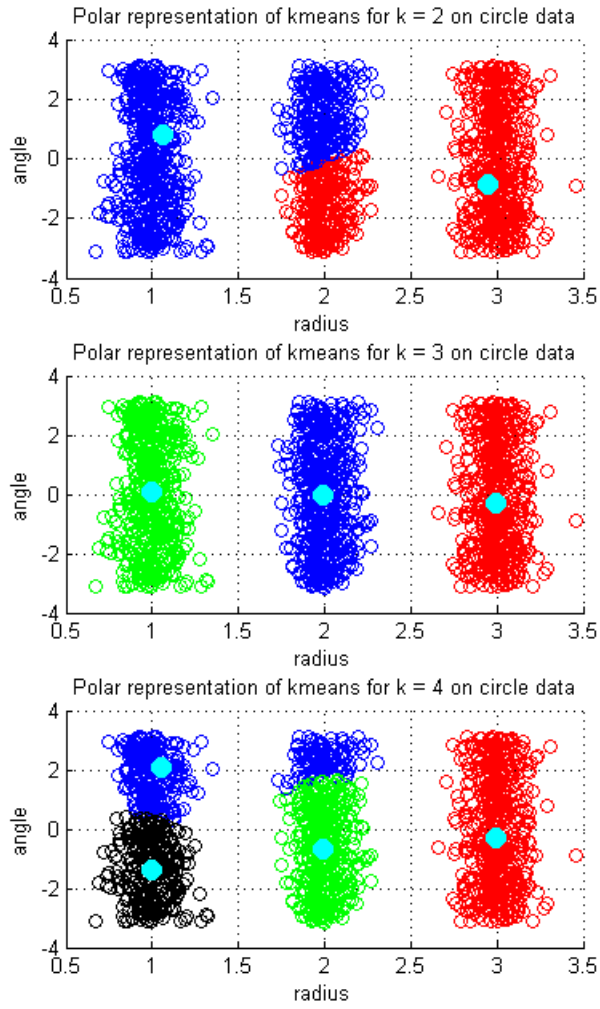 Polar representation of kmeans for k = 2 on circle data
4
2
0
-2
-4
angle
0.5 1 1.5 2 2.5 3 3.5
radius
Polar representation of kmeans for k = 3 on circle data
4
2
0
-2
-4
angle
0.5 1 1.5 2 2.5 3 3.5
radius
Polar representation of kmeans for k = 4 on circle data
4
2
0
-2
-4
angle
0.5 1 1.5 2 2.5 3 3.5
radius